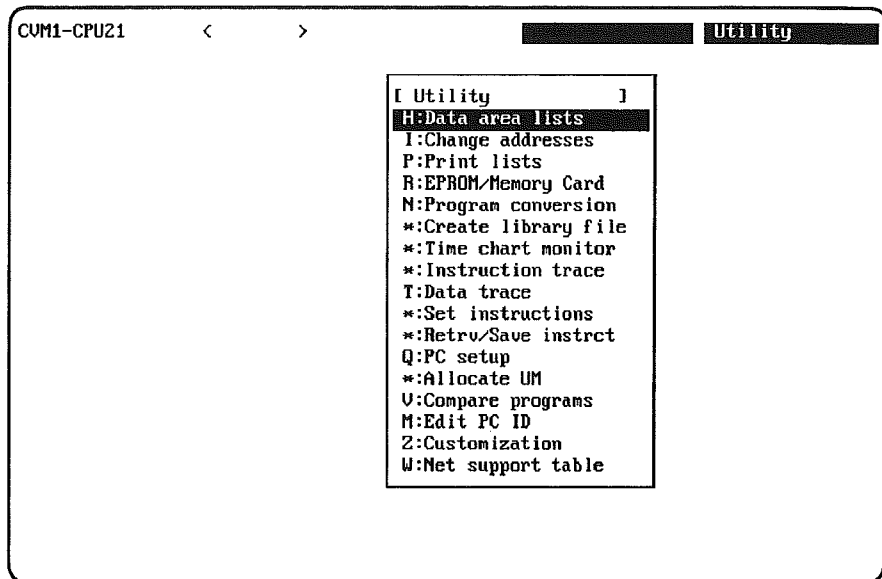 CVM1-CPU21 < > Utility
[ Utility ]
H:Data area lists
I:Change addresses
P:Print lists
R:EPROM/Memory Card
N:Program conversion
*:Create library file
*:Time chart monitor
*:Instruction trace
T:Data trace
*:Set instructions
*:Retrv/Save instrct
Q:PC setup
*:Allocate UM
V:Compare programs
M:Edit PC ID
Z:Customization
W:Net support table